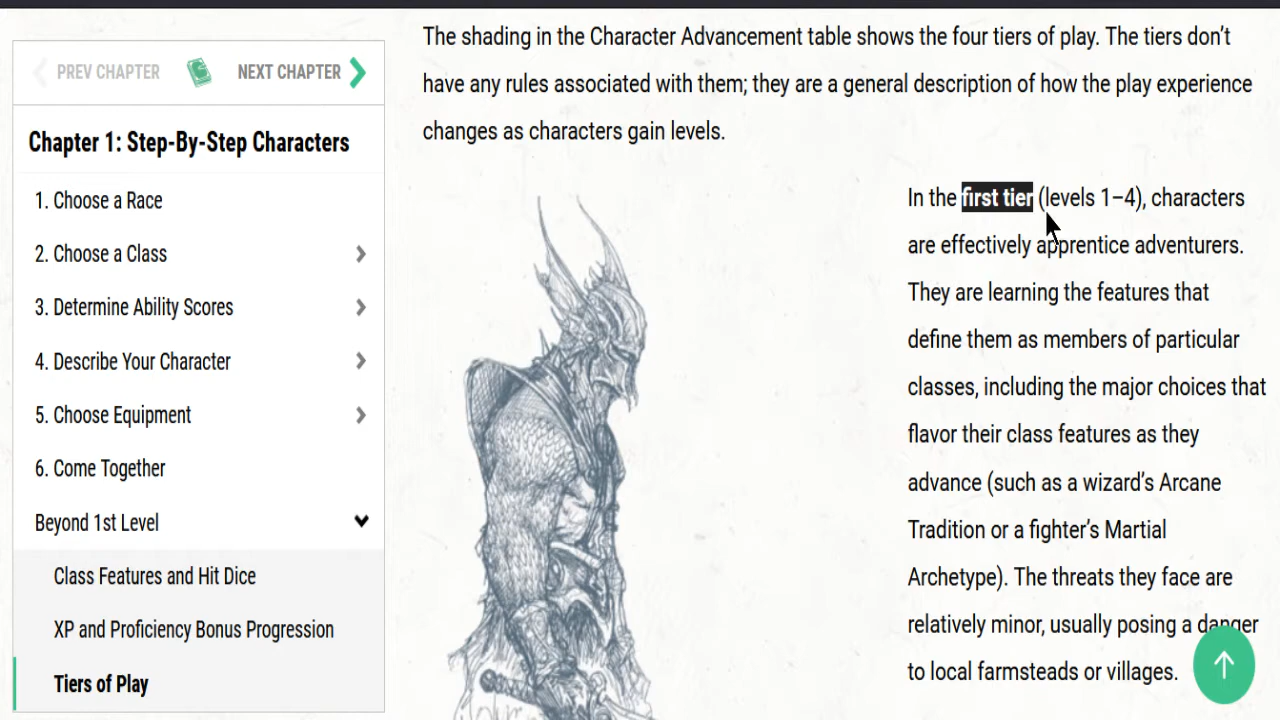 The shading in the Character Advancement table shows the four tiers of play. The tiers don’t
have any rules associated with them; they are a general description of how the play experience
changes as characters gain levels.
PREV CHAPTER
NEXT CHAPTER
Chapter 1: Step-By-Step Characters
1. Choose a Race
2. Choose a Class
3. Determine Ability Scores
4. Describe Your Character
5. Choose Equipment
6. Come Together
Beyond 1st Level
Class Features and Hit Dice
XP and Proficiency Bonus Progression
Tiers of Play
In the first tier (levels 1–4), characters
are effectively apprentice adventurers.
They are learning the features that
define them as members of particular
classes, including the major choices that
flavor their class features as they
advance (such as a wizard’s Arcane
Tradition or a fighter’s Martial
Archetype). The threats they face are
relatively minor, usually posing a danger
to local farmsteads or villages.